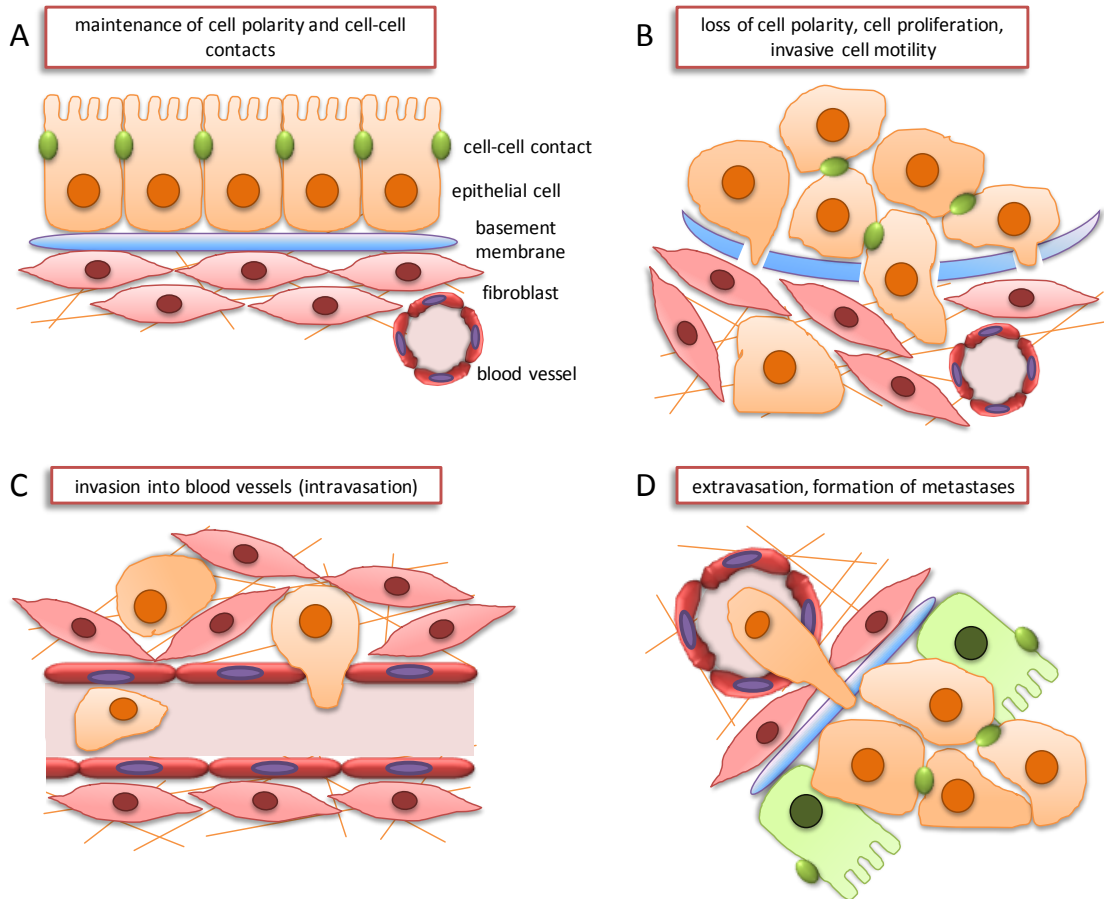 A
maintenance of cell polarity and cell-cell
contacts
cell-cell contact
epithelial cell
basement
membrane
fibroblast
blood vessel
B
loss of cell polarity, cell proliferation,
invasive cell motility
C
invasion into blood vessels (intravasation)
D
extravasation, formation of metastases